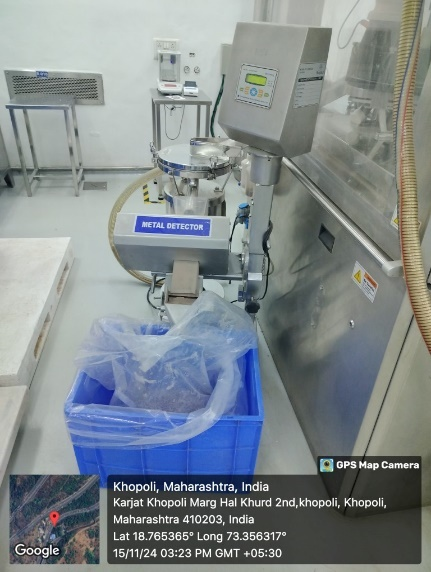 METAL DETECTOR
GPS Map Camera
Khopoli, Maharashtra, India
Karjat Khopoli Marg Hal Khurd 2nd,khopoli, Khopoli,
Maharashtra 410203, India
Lat 18.765365° Long 73.356317°
15/11/24 03:23 PM GMT +05:30
Google